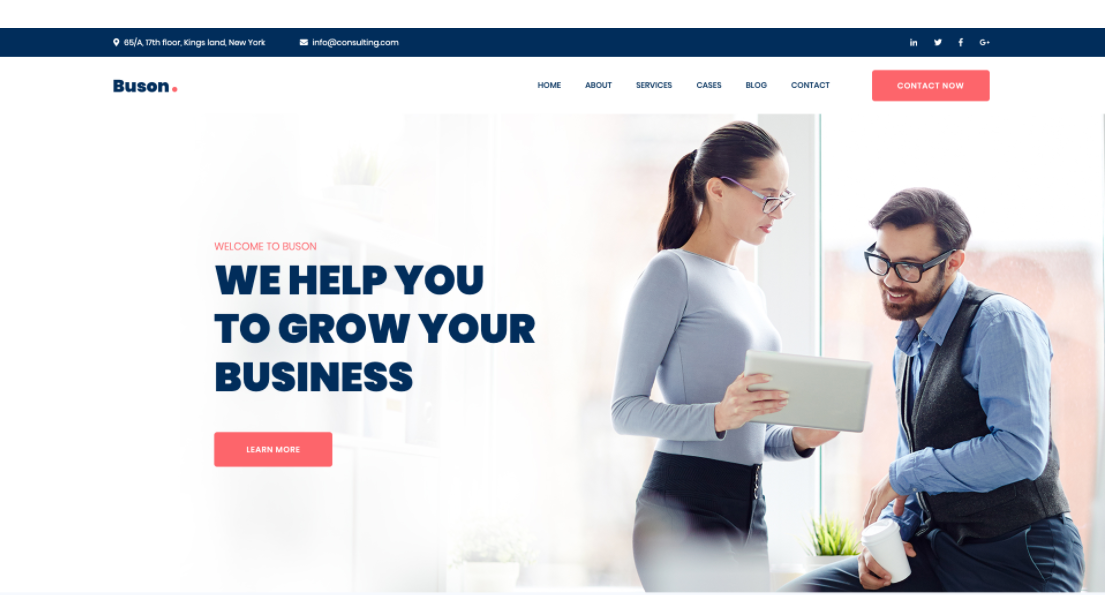 65/A, 17th floor, Kings land, New York
info@consulting.com
in
G+
Buson.
HOME
ABOUT
SERVICES
CASES
BLOG
CONTACT
CONTACT NOW
WELCOME TO BUSON
WE HELP YOU
TO GROW YOUR
BUSINESS
LEARN MORE